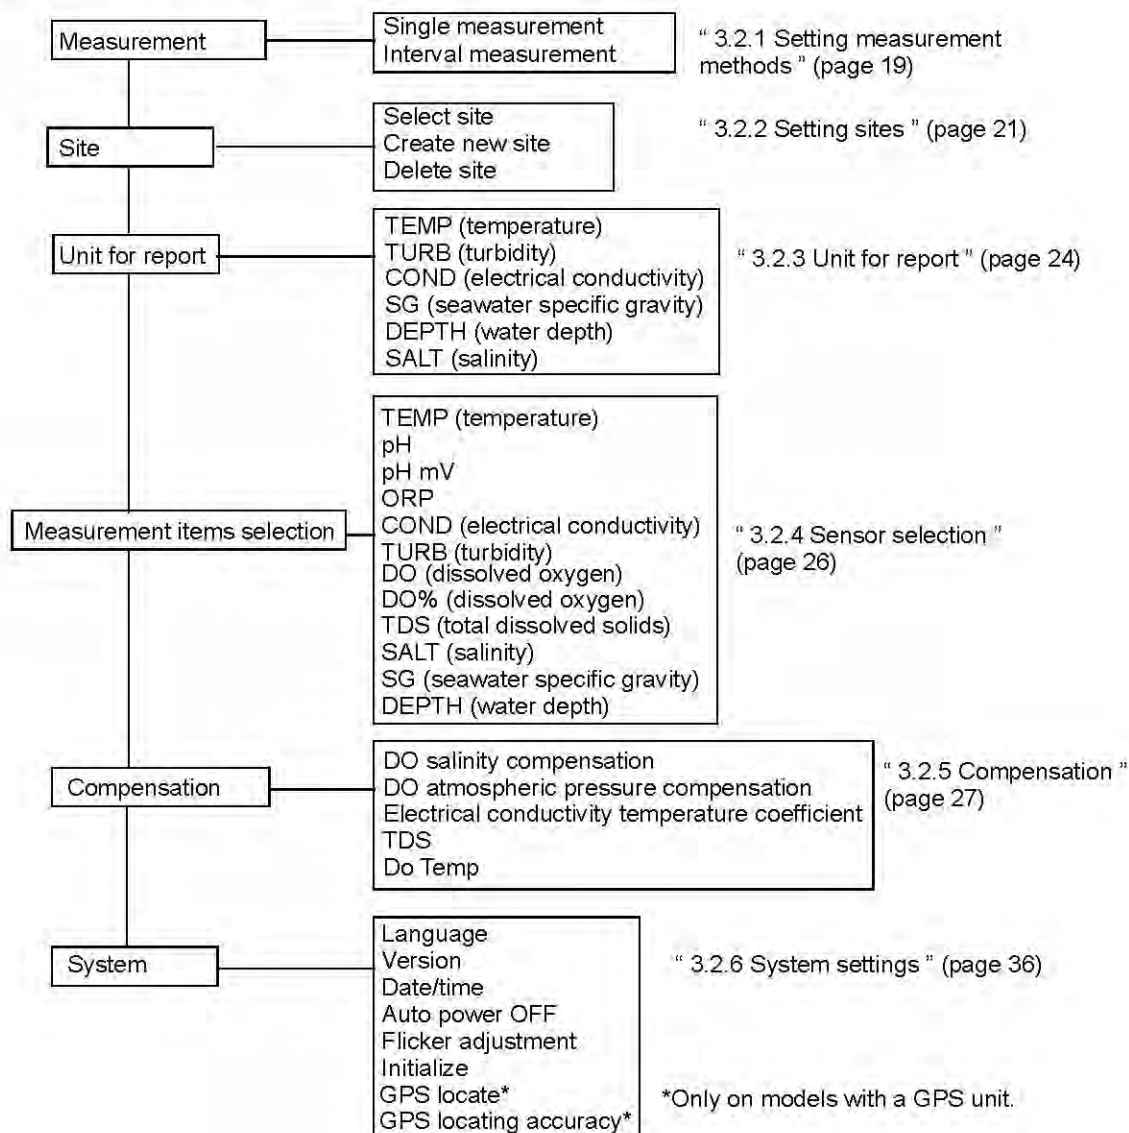 Measurement
Single measurement
Interval measurement
“ 3.2.1 Setting measurement
methods ” (page 19)
Site
Select site
Create new site
Delete site
“ 3.2.2 Setting sites ” (page 21)
Unit for report
TEMP (temperature)
TURB (turbidity)
COND (electrical conductivity)
SG (seawater specific gravity)
DEPTH (water depth)
SALT (salinity)
“ 3.2.3 Unit for report ” (page 24)
Measurement items selection
TEMP (temperature)
pH
pH mV
ORP
COND (electrical conductivity)
TURB (turbidity)
DO (dissolved oxygen)
DO% (dissolved oxygen)
TDS (total dissolved solids)
SALT (salinity)
SG (seawater specific gravity)
DEPTH (water depth)
“ 3.2.4 Sensor selection ”
(page 26)
Compensation
DO salinity compensation
DO atmospheric pressure compensation
Electrical conductivity temperature coefficient
TDS
Do Temp
“ 3.2.5 Compensation ”
(page 27)
System
Language
Version
Date/time
Auto power OFF
Flicker adjustment
Initialize
GPS locate*
GPS locating accuracy*
“ 3.2.6 System settings ” (page 36)
*Only on models with a GPS unit.